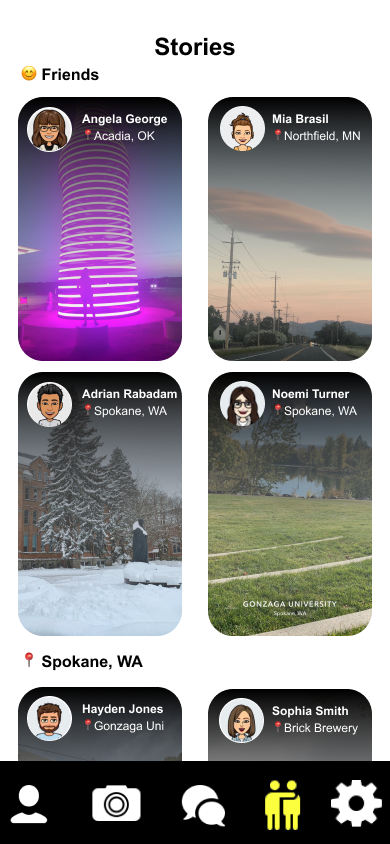 Stories
😊 Friends
Angela George
📍Acadia, OK
Mia Brasil
📍Northfield, MN
Adrian Rabadam
📍Spokane, WA
Noemi Turner
📍Spokane, WA
GONZAGA UNIVERSITY
Spokane, WA
📍 Spokane, WA
Hayden Jones
📍Gonzaga Uni
Sophia Smith
📍Brick Brewery